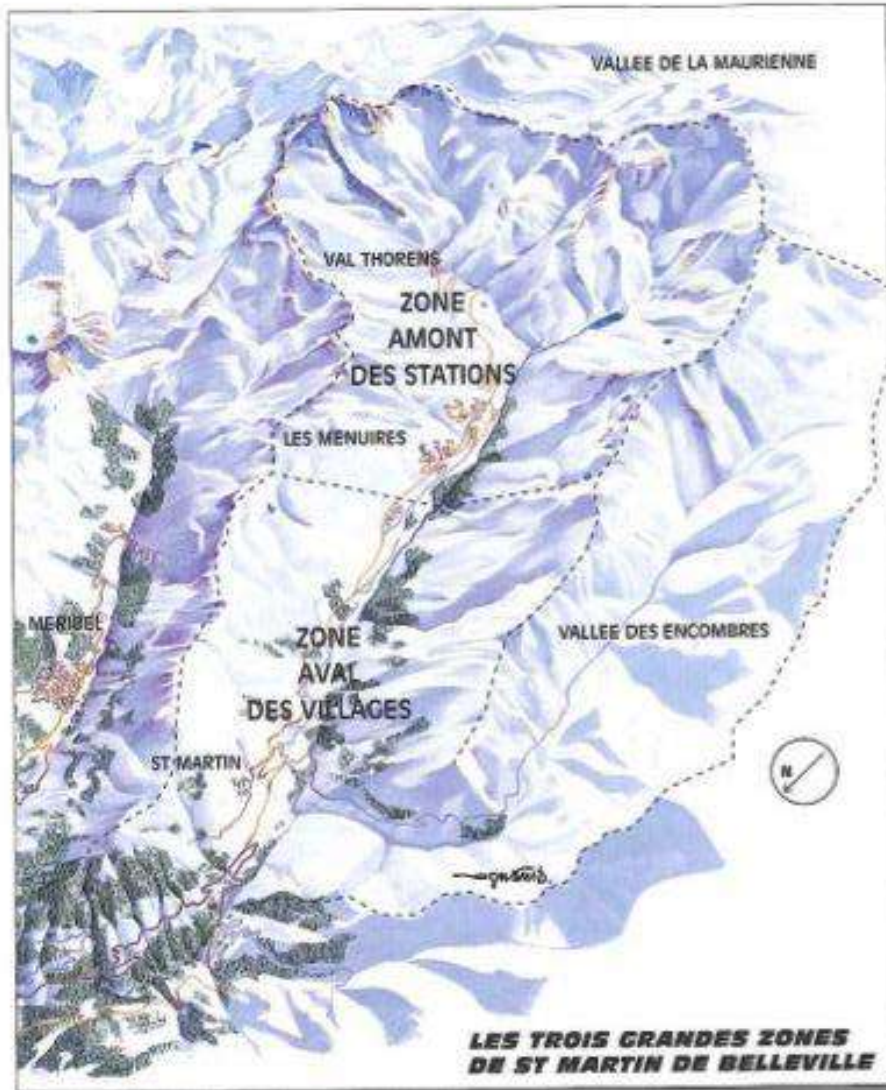 VALLEE DE LA MAURIENNE
VAL THORENS
ZONE
AMONT
DES STATIONS
LES MENUIRES
MERIBEL
ZONE
AVAL
DES VILLAGES
VALLEE DES ENCOMBRES
ST MARTIN
N
LES TROIS GRANDES ZONES
DE ST MARTIN DE BELLEVILLE